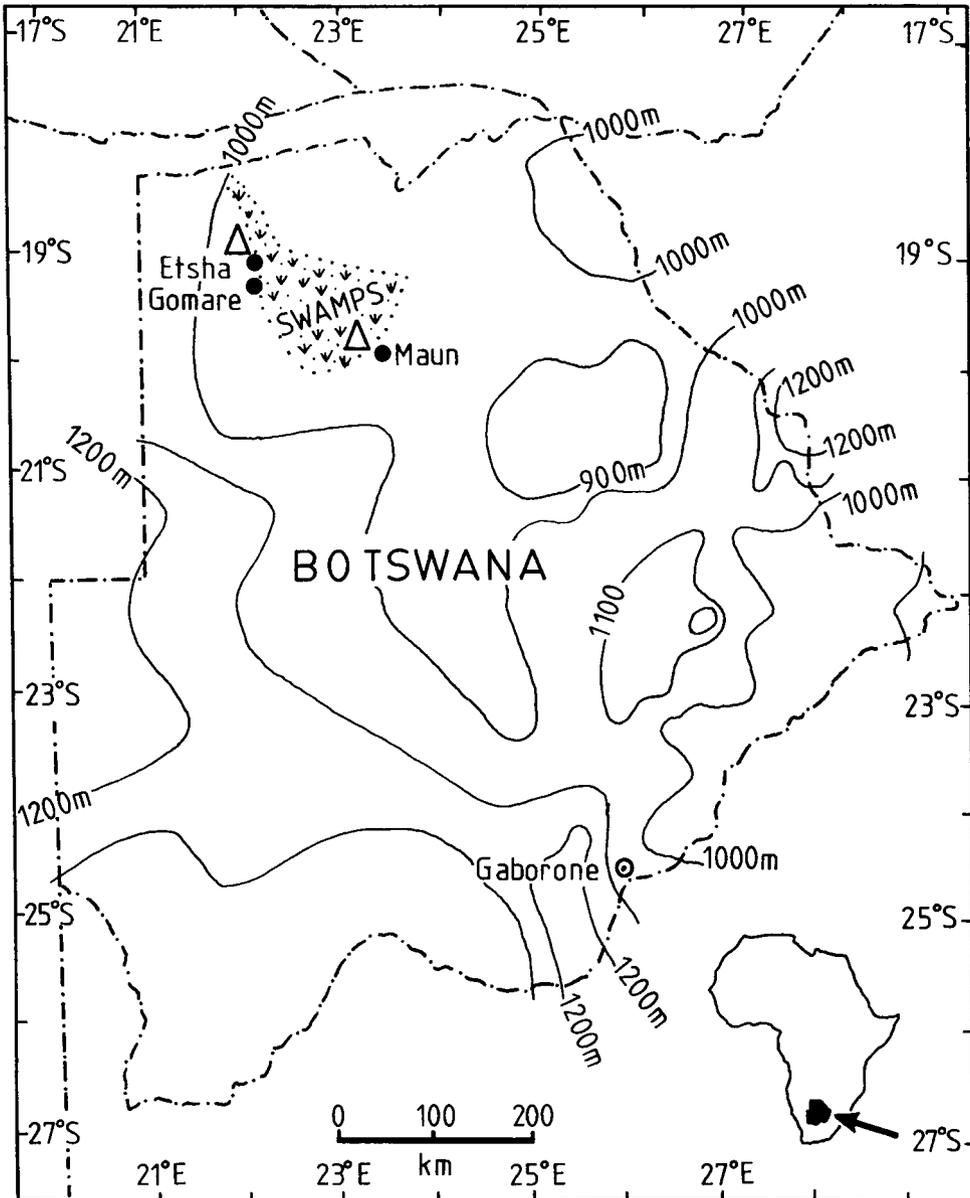 17°S 21°E 23°E 25°E 27°E 17°S
1000m
1000m
19°S 19°S
1000m
Etsha
Gomare
SWAMPS
1000m
Maun
1200m
1200m
1200m
21°S
900m
1000m
BOTSWANA
1100
23°S 23°S
1200m
Gaborone
1000m
25°S 25°S
1200m
1200m
0 100 200
km
27°S 27°S
21°E 23°E 25°E 27°E